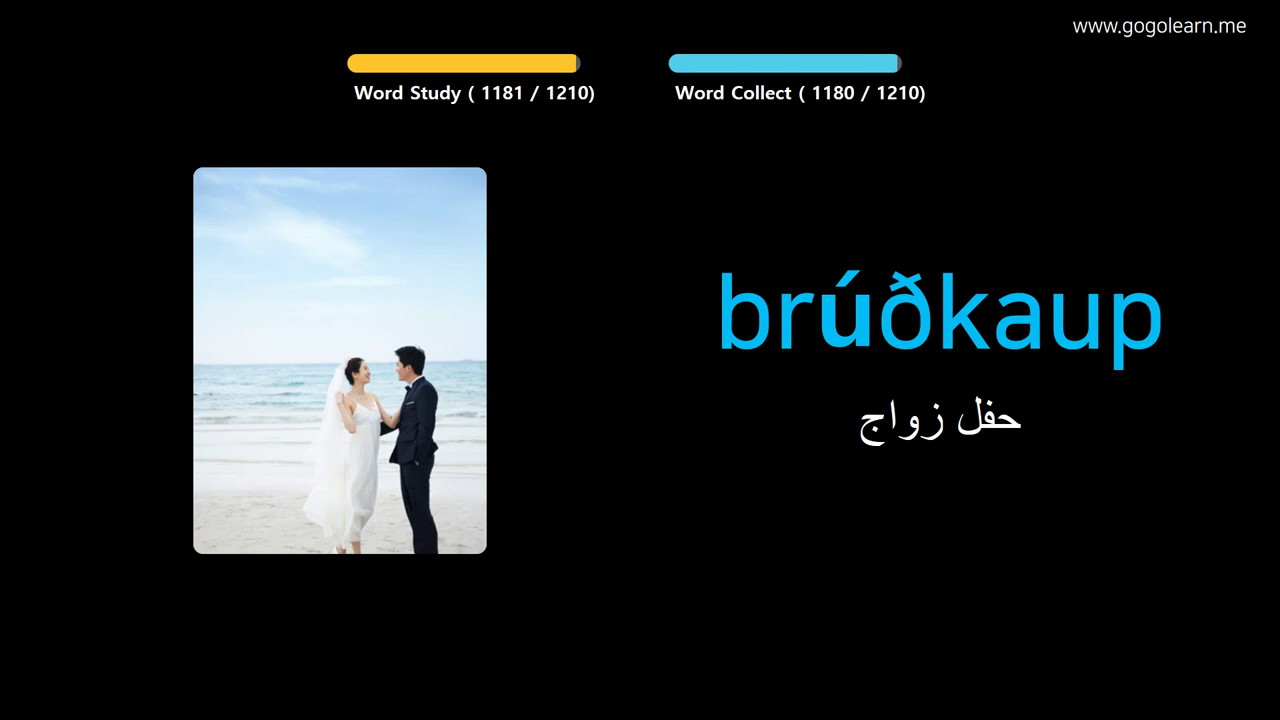 www.gogolearn.me
Word Study ( 1181 / 1210)
Word Collect ( 1180 / 1210)
brúðkaup
حفل زواج